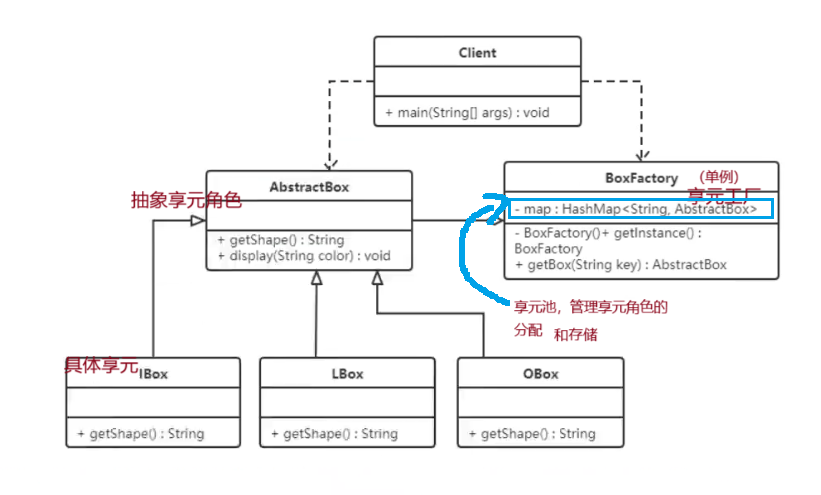 Client
+ main(String[] args) : void
抽象享元角色
AbstractBox
+ getShape() : String
+ display(String color) : void
BoxFactory
(单例)
享元工厂
- map : HashMap<String, AbstractBox>
- BoxFactory()+ getInstance() :
BoxFactory
+ getBox(String key) : AbstractBox
享元池，管理享元角色的
分配 和存储
具体享元
IBox
+ getShape() : String
LBox
+ getShape() : String
OBox
+ getShape() : String